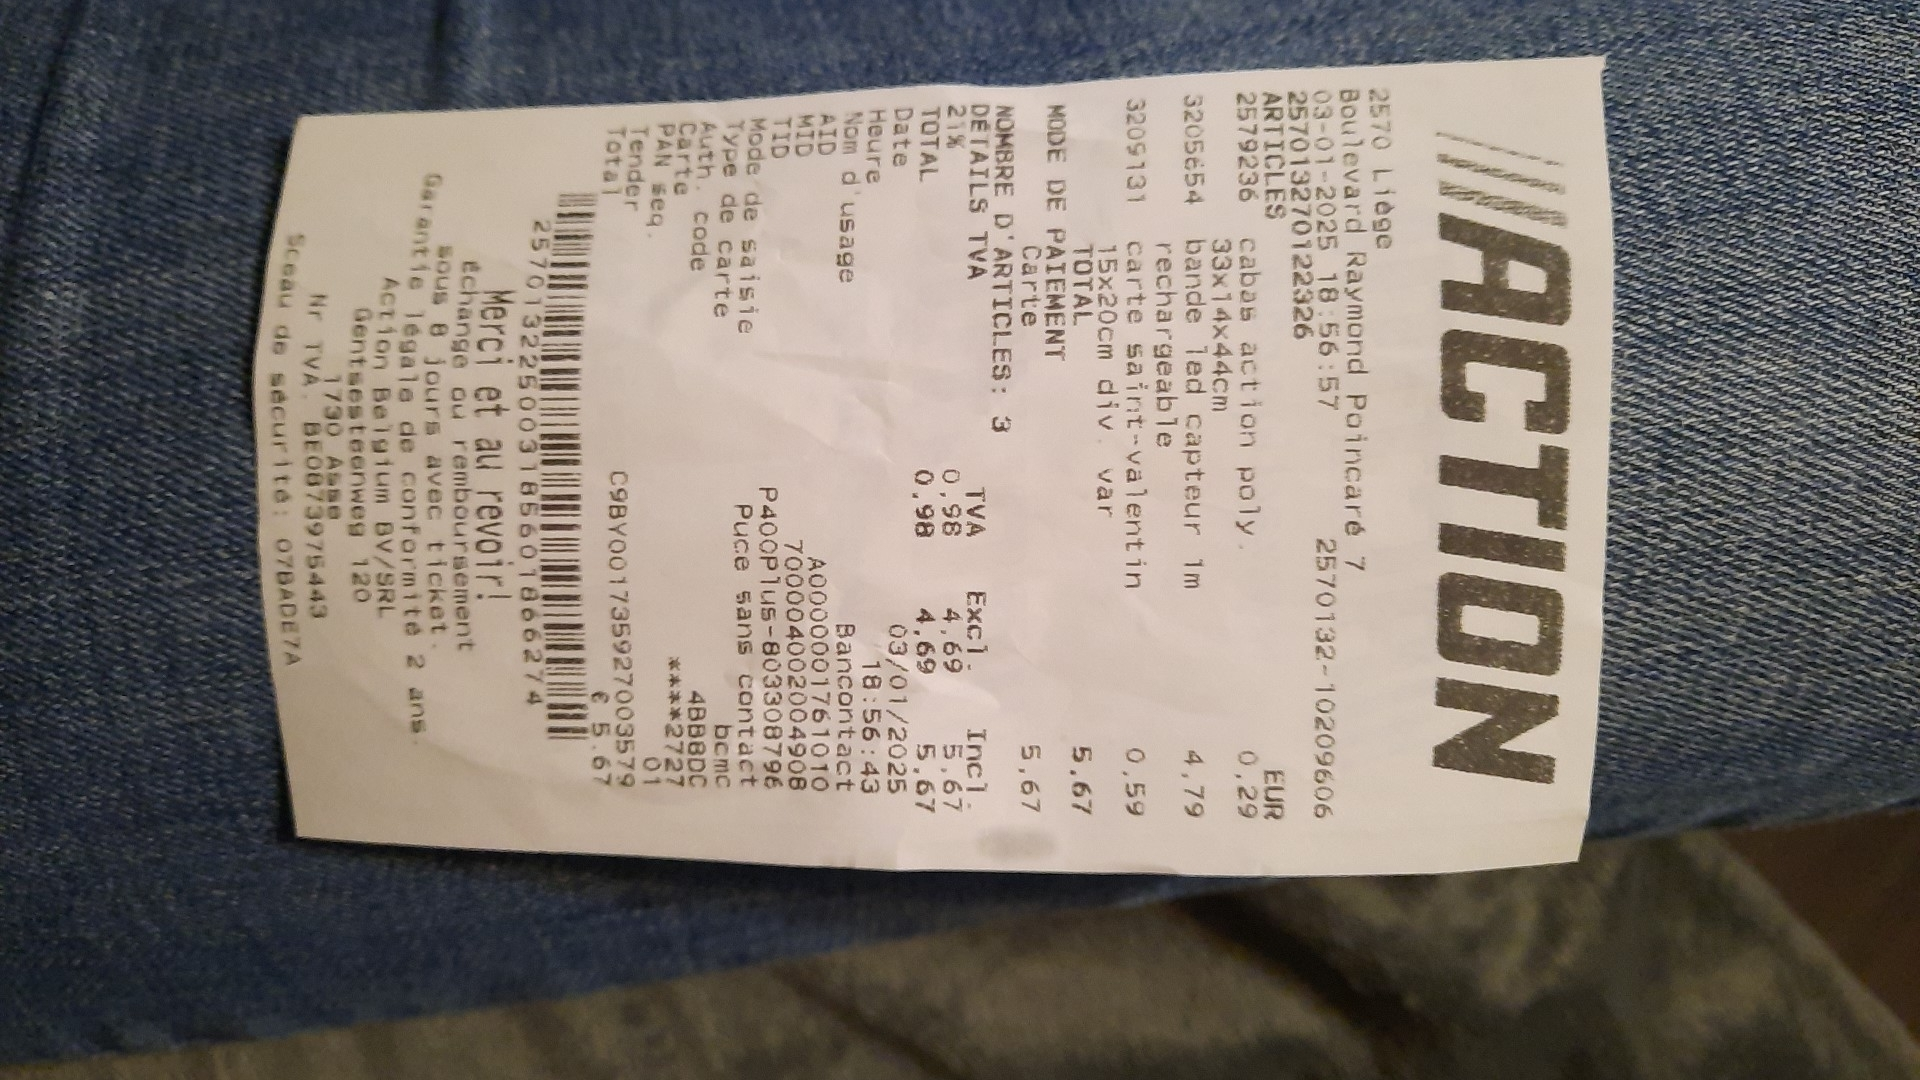 ///ACTION
2570 Liège
Boulevard Raymond Poincaré 7
03-01-2025 18:56:57 2570132-10209606
257013270122326
ARTICLES EUR
2579236 cabas action poly. 0,29
33x14x44cm
3205654 bande led capteur 1m 4,79
rechargeable
3209131 carte saint-valentin 0,59
15x20cm div. var
TOTAL 5,67
MODE DE PAIEMENT
Carte 5,67
NOMBRE D'ARTICLES: 3
DÉTAILS TVA TVA Excl. Incl.
21% 0,98 4,69 5,67
TOTAL 0,98 4,69 5,67
Date 03/01/2025
Heure 18:56:43
Nom d'usage Bancontact
AID A0000001761010
MID 700004002004908
TID P400Plus-803308796
Mode de saisie Puce sans contact
Type de carte bcmc
Auth. code 4BBBDC
Carte ****2727
PAN seq. 01
Tender C9BY001735927003579
Total € 5.67
2570132250031856018662​74
Merci et au revoir!
Échange ou remboursement
sous 8 jours avec ticket.
Garantie légale de conformité 2 ans.
Action Belgium BV/SRL
Gentsesteenweg 120
1730 Asse
Nr TVA. BE0873975443
Sceau de sécurité: 07BADE7A